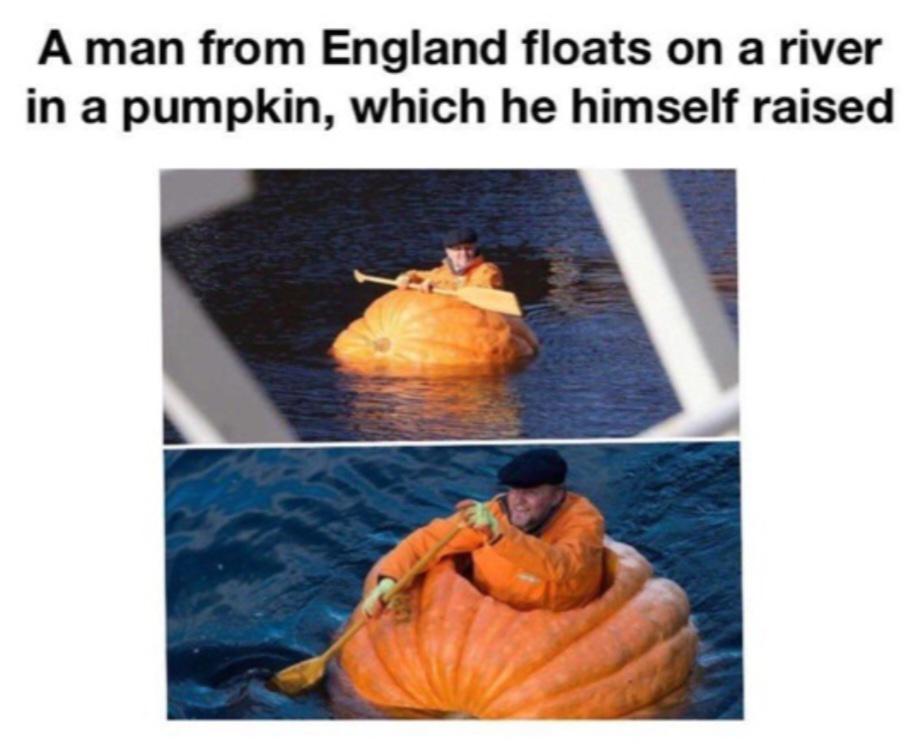 A man from England floats on a river
in a pumpkin, which he himself raised